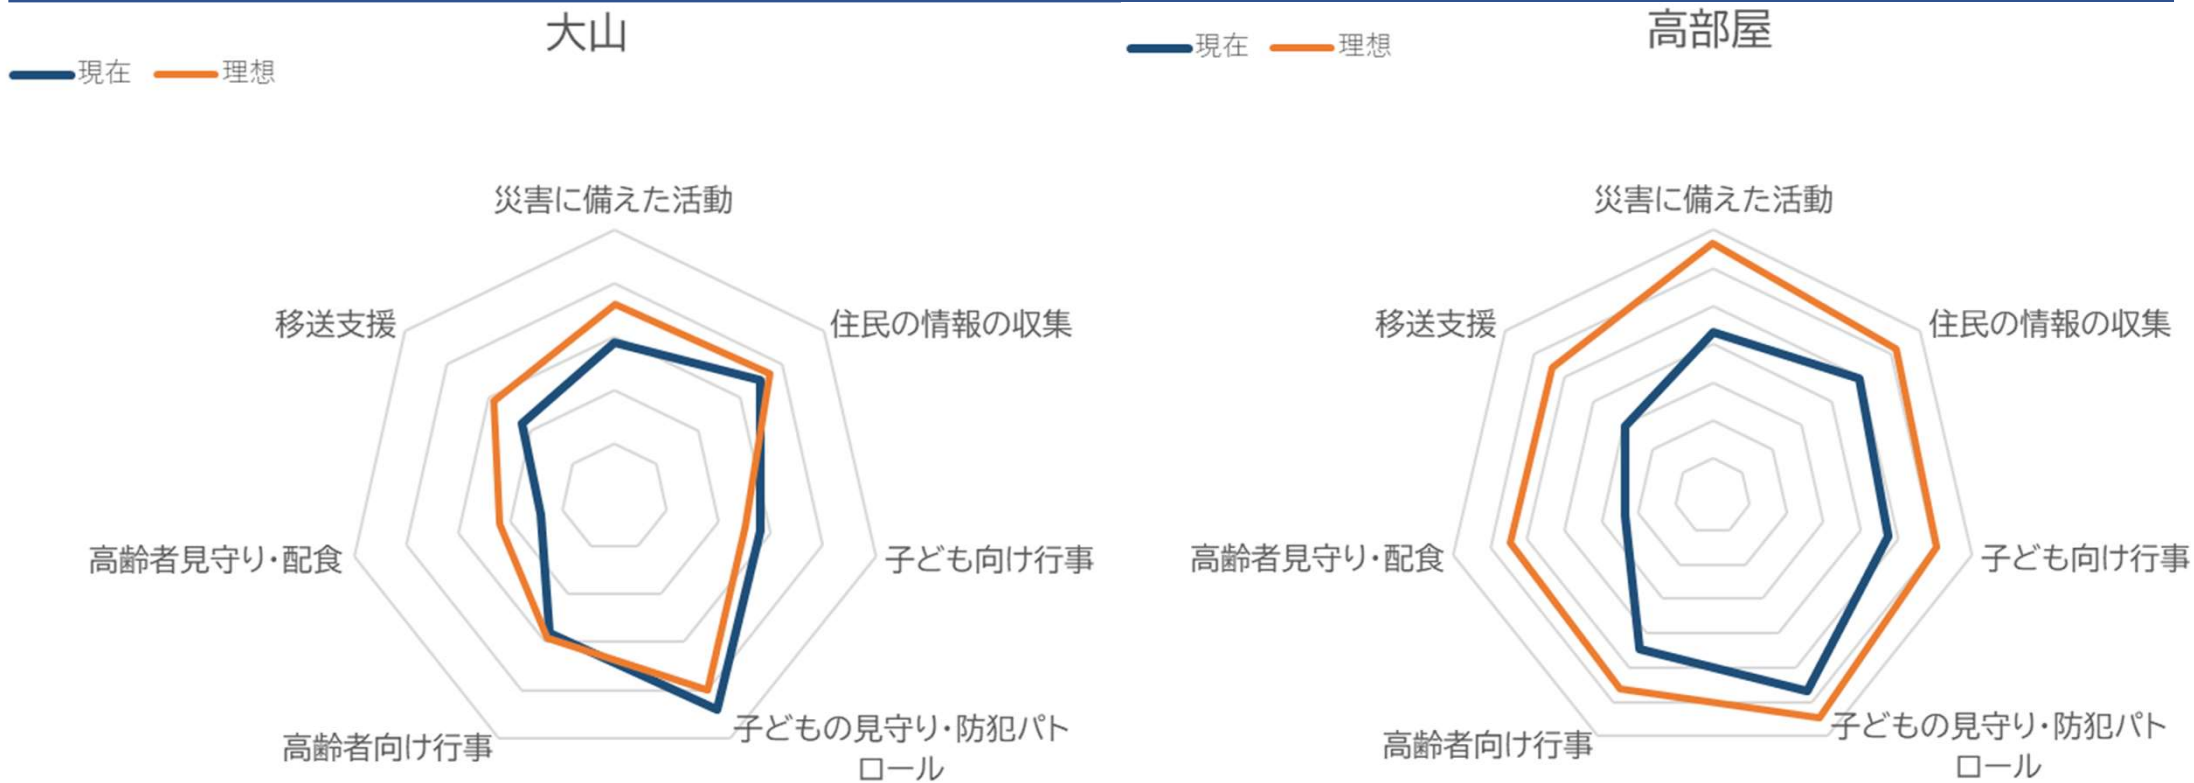 大山
現在 理想
災害に備えた活動
住民の情報の収集
子ども向け行事
子どもの見守り・防犯パト
ロール
高齢者向け行事
高齢者見守り・配食
移送支援
高部屋
現在 理想
災害に備えた活動
住民の情報の収集
子ども向け行事
子どもの見守り・防犯パト
ロール
高齢者向け行事
高齢者見守り・配食
移送支援